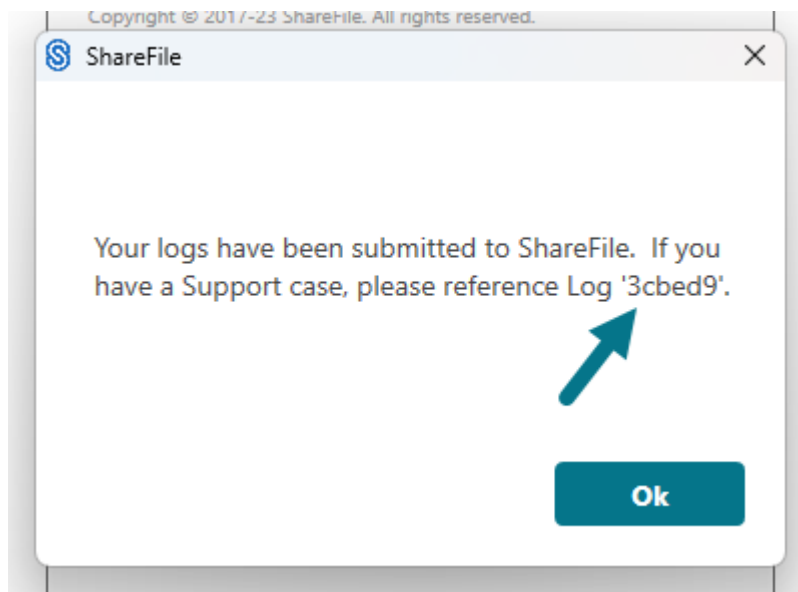 Copyright © 2017-23 ShareFile. All rights reserved.
ShareFile
Your logs have been submitted to ShareFile.  If you
have a Support case, please reference Log '3cbed9'.
Ok